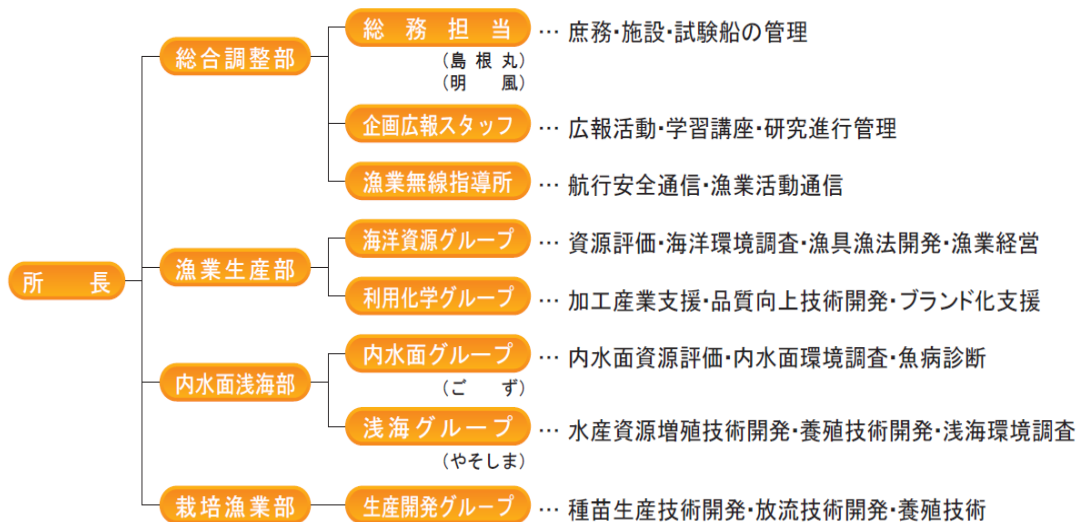 所長
総合調整部
総務担当 … 庶務・施設・試験船の管理
（島根丸）
（明風）
企画広報スタッフ … 広報活動・学習講座・研究進行管理
漁業無線指導所 … 航行安全通信・漁業活動通信
漁業生産部
海洋資源グループ … 資源評価・海洋環境調査・漁具漁法開発・漁業経営
利用化学グループ … 加工産業支援・品質向上技術開発・ブランド化支援
内水面浅海部
内水面グループ … 内水面資源評価・内水面環境調査・魚病診断
（ごず）
浅海グループ … 水産資源増殖技術開発・養殖技術開発・浅海環境調査
（やそしま）
栽培漁業部
生産開発グループ … 種苗生産技術開発・放流技術開発・養殖技術